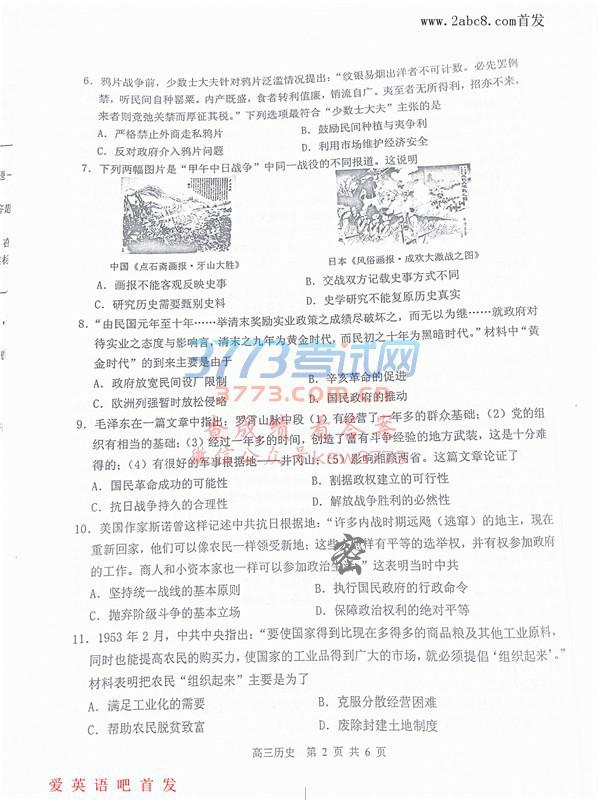 www.2abc8.com首发
6. 鸦片战争前，少数士大夫针对鸦片泛滥情况提出：“纹银易烟出洋者不可计数。必先罢例
禁，听民间自种罂粟。内产既盛，食者转利值廉，销流自广。夷至者无所得利，招亦不来，
来者则竟弛关禁而厚征其税。”下列选项最符合“少数士大夫”主张的是
A. 严格禁止外商走私鸦片
B. 鼓励民间种植与夷争利
C. 反对政府介入鸦片问题
D. 利用市场维护经济安全
7. 下列两幅图片是“甲午中日战争”中同一战役的不同报道。这说明
中国《点石斋画报·牙山大胜》
日本《风俗画报·成欢大激战之图》
A. 画报不能客观反映史事
B. 交战双方记载史事方式不同
C. 研究历史需要甄别史料
D. 史学研究不能复原历史真实
8. “由民国元年至十年……举清末奖励实业政策之成绩尽破坏之，而无以为继……就政府对
待实业之态度与影响言，清末之九年为黄金时代，而民初之十年为黑暗时代。”材料中“黄
金时代”的到来主要是由于
A. 政府放宽民间设厂限制
B. 辛亥革命的促进
C. 欧洲列强暂时放松侵略
D. 国民政府的推动
3773考试网
3773.com.cn
9. 毛泽东在一篇文章中指出：罗霄山脉中段（1）有经营了一年多的群众基础；（2）党的组
织有相当的基础；（3）经过一年多的时间，创造了富有斗争经验的地方武装，这是十分难
得的；（4）有很好的军事根据地——井冈山；（5）影响湘赣两省。这篇文章论证了
查成绩 看答案
微信公众号
A. 国民革命成功的可能性
B. 割据政权建立的可行性
C. 抗日战争持久的合理性
D. 解放战争胜利的必然性
10. 美国作家斯诺曾这样记述中共抗日根据地：“许多内战时期远飏（逃窜）的地主，现在
重新回家，他们可以像农民一样领受新地；这些人同样有平等的选举权，并有权参加政府
的工作。商人和小资本家也一样可以参加政治生活。”这表明当时中共
密
A. 坚持统一战线的基本原则
B. 执行国民政府的行政命令
C. 抛弃阶级斗争的基本立场
D. 保障政治权利的绝对平等
11. 1953年2月，中共中央指出：“要使国家得到比现在多得多的商品粮及其他工业原料，
同时也能提高农民的购买力，使国家的工业品得到广大的市场，就必须提倡‘组织起来’。”
材料表明把农民“组织起来”主要是为了
A. 满足工业化的需要
B. 克服分散经营困难
C. 帮助农民脱贫致富
D. 废除封建土地制度
高三历史 第 2 页 共 6 页
爱英语吧首发